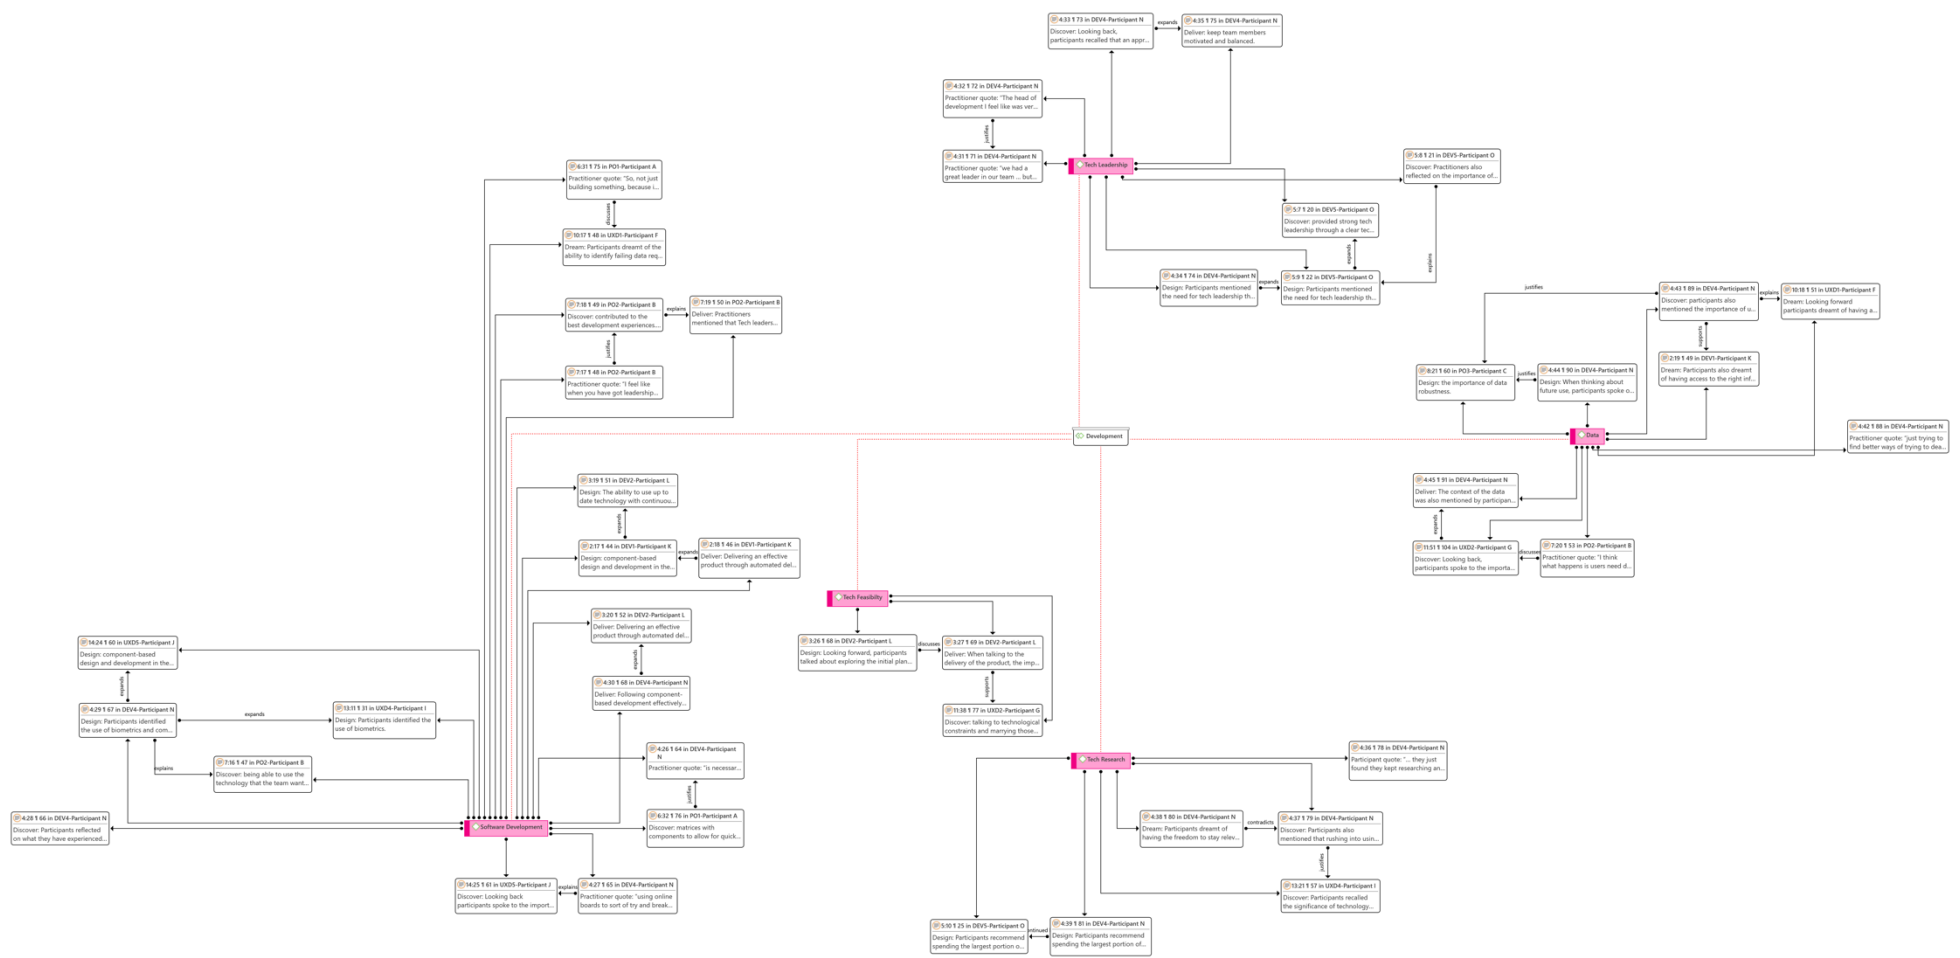 4:33 ¶ 73 in DEV4-Participant N
Discover: Looking back,
participants recalled that an appr...
expands
4:35 ¶ 75 in DEV4-Participant N
Deliver: keep team members
motivated and balanced.
4:32 ¶ 72 in DEV4-Participant N
Practitioner quote: "The head of
development I feel like was ver...
justifies
4:31 ¶ 71 in DEV4-Participant N
Practitioner quote: "we had a
great leader in our team ... but...
Tech Leadership
5:8 ¶ 21 in DEV5-Participant O
Discover: Practitioners also
reflected on the importance of...
5:7 ¶ 20 in DEV5-Participant O
Discover: provided strong tech
leadership through a clear tec...
expands
explains
4:34 ¶ 74 in DEV4-Participant N
Design: Participants mentioned
the need for tech leadership th...
expands
5:9 ¶ 22 in DEV5-Participant O
Design: Participants mentioned
the need for tech leadership th...
6:31 ¶ 75 in PO1-Participant A
Practitioner quote: "So, not just
building something, because i...
discusses
10:17 ¶ 48 in UXD1-Participant F
Dream: Participants dreamt of the
ability to identify failing data req...
7:18 ¶ 49 in PO2-Participant B
Discover: contributed to the
best development experiences....
explains
7:19 ¶ 50 in PO2-Participant B
Deliver: Practitioners
mentioned that Tech leaders...
justifies
7:17 ¶ 48 in PO2-Participant B
Practitioner quote: "I feel like
when you have got leadership...
justifies
4:43 ¶ 89 in DEV4-Participant N
Discover: participants also
mentioned the importance of u...
explains
10:18 ¶ 51 in UXD1-Participant F
Dream: Looking forward
participants dreamt of having a...
supports
2:19 ¶ 49 in DEV1-Participant K
Dream: Participants also dreamt
of having access to the right inf...
8:21 ¶ 60 in PO3-Participant C
Design: the importance of data
robustness.
justifies
4:44 ¶ 90 in DEV4-Participant N
Design: When thinking about
future use, participants spoke o...
Development
Data
4:42 ¶ 88 in DEV4-Participant N
Practitioner quote: "just trying to
find better ways of trying to dea...
4:45 ¶ 91 in DEV4-Participant N
Deliver: The context of the data
was also mentioned by participan...
expands
11:51 ¶ 104 in UXD2-Participant G
Discover: Looking back,
participants spoke to the importa...
discusses
7:20 ¶ 53 in PO2-Participant B
Practitioner quote: "I think
what happens is users need d...
3:19 ¶ 51 in DEV2-Participant L
Design: The ability to use up to
date technology with continuou...
expands
2:17 ¶ 44 in DEV1-Participant K
Design: component-based
design and development in the...
expands
2:18 ¶ 46 in DEV1-Participant K
Deliver: Delivering an effective
product through automated del...
Tech Feasibilty
3:26 ¶ 68 in DEV2-Participant L
Design: Looking forward, participants
talked about exploring the initial plan...
discusses
3:27 ¶ 69 in DEV2-Participant L
Deliver: When talking to the
delivery of the product, the imp...
supports
11:38 ¶ 77 in UXD2-Participant G
Discover: talking to technological
constraints and marrying those...
3:20 ¶ 52 in DEV2-Participant L
Deliver: Delivering an effective
product through automated del...
expands
4:30 ¶ 68 in DEV4-Participant N
Deliver: Following component-
based development effectively...
14:24 ¶ 60 in UXD5-Participant J
Design: component-based
design and development in the...
expands
4:29 ¶ 67 in DEV4-Participant N
Design: Participants identified
the use of biometrics and com...
expands
13:11 ¶ 31 in UXD4-Participant I
Design: Participants identified the
use of biometrics.
explains
7:16 ¶ 47 in PO2-Participant B
Discover: being able to use the
technology that the team want...
4:26 ¶ 64 in DEV4-Participant
N
Practitioner quote: "is necessar...
justifies
6:32 ¶ 76 in PO1-Participant A
Discover: matrices with
components to allow for quick...
4:28 ¶ 66 in DEV4-Participant N
Discover: Participants reflected
on what they have experienced...
Software Development
14:25 ¶ 61 in UXD5-Participant J
Discover: Looking back
participants spoke to the import...
explains
4:27 ¶ 65 in DEV4-Participant N
Practitioner quote: "using online
boards to sort of try and break...
Tech Research
4:36 ¶ 78 in DEV4-Participant N
Participant quote: "... they just
found they kept researching an...
4:38 ¶ 80 in DEV4-Participant N
Dream: Participants dreamt of
having the freedom to stay relev...
contradicts
4:37 ¶ 79 in DEV4-Participant N
Discover: Participants also
mentioned that rushing into usin...
justifies
13:21 ¶ 57 in UXD4-Participant I
Discover: Participants recalled
the significance of technology...
5:10 ¶ 25 in DEV5-Participant O
Design: Participants recommend
spending the largest portion o...
ntinued
4:39 ¶ 81 in DEV4-Participant N
Design: Participants recommend
spending the largest portion of...